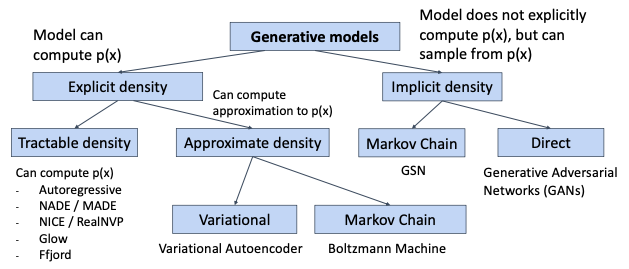 Generative models
Model can
compute p(x)
Model does not explicitly
compute p(x), but can
sample from p(x)
Explicit density
Implicit density
Can compute
approximation to p(x)
Tractable density
Approximate density
Markov Chain
Direct
Can compute p(x)
- Autoregressive
- NADE / MADE
- NICE / RealNVP
- Glow
- Ffjord
GSN
Generative Adversarial
Networks (GANs)
Variational
Markov Chain
Variational Autoencoder
Boltzmann Machine